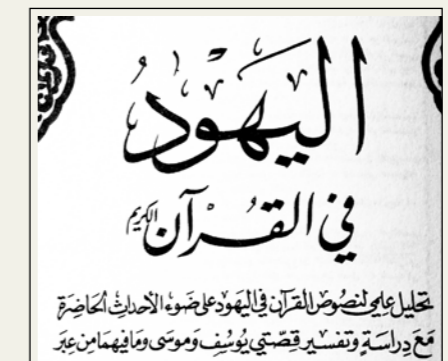 اليهود
في القرآن الكريم
تحليل علمي لنصوص القرآن في اليهود على ضوء الأحداث الحاضرة
مع دراسة وتفسير قصتي يوسف وموسى وما فيهما من عبر